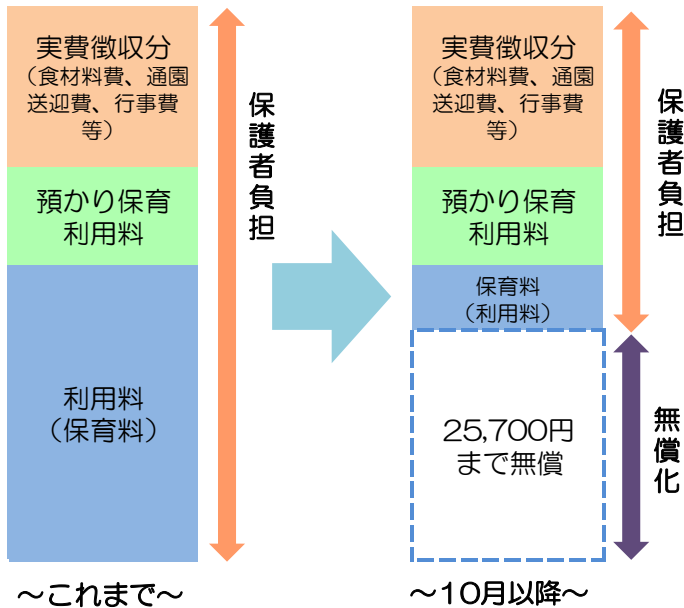 実費徴収分
（食材料費、通園
送迎費、行事費
等）
預かり保育
利用料
利用料
（保育料）
保護者負担
～これまで～
実費徴収分
（食材料費、通園
送迎費、行事費
等）
預かり保育
利用料
保育料
（利用料）
25,700円
まで無償
保護者負担
無償化
～10月以降～